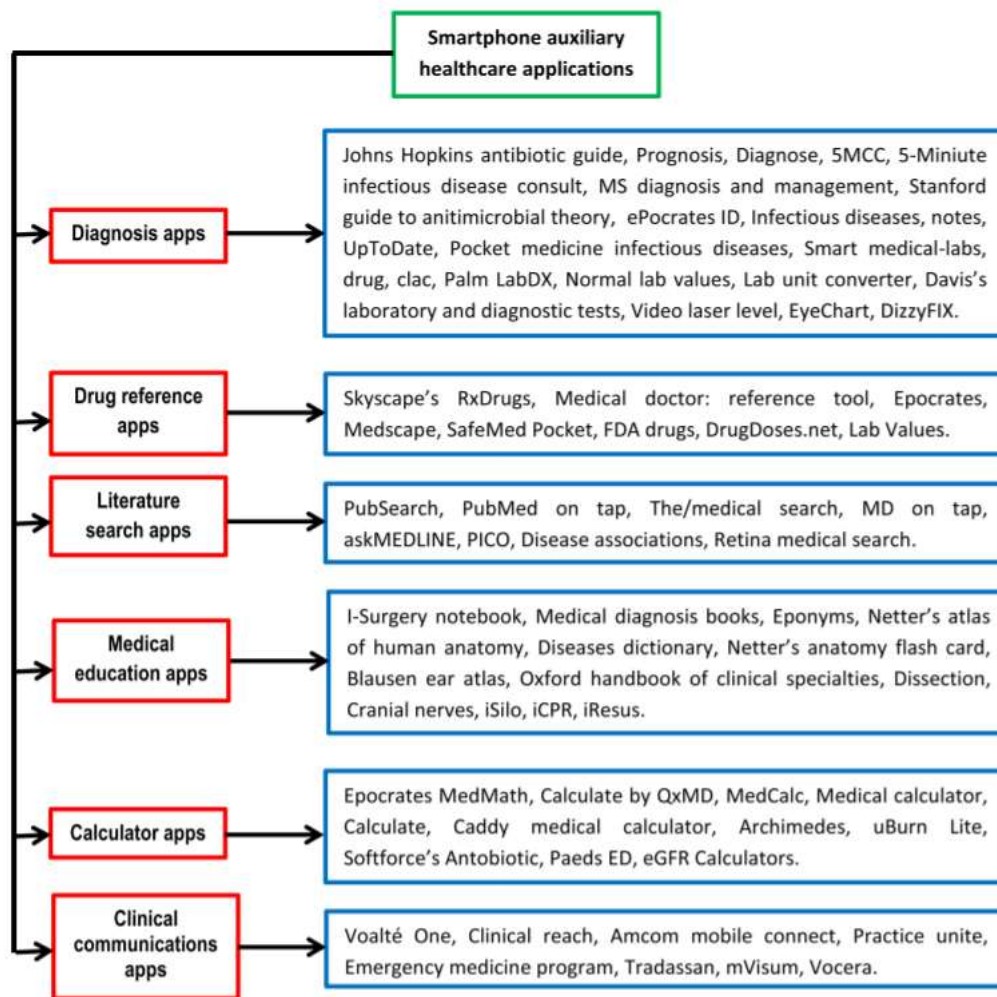 Smartphone auxiliary
healthcare applications
Diagnosis apps
Johns Hopkins antibiotic guide, Prognosis, Diagnose, 5MCC, 5-Miniute
infectious disease consult, MS diagnosis and management, Stanford
guide to anitimicrobial theory, ePocrates ID, Infectious diseases, notes,
UpToDate, Pocket medicine infectious diseases, Smart medical-labs,
drug, clac, Palm LabDX, Normal lab values, Lab unit converter, Davis's
laboratory and diagnostic tests, Video laser level, EyeChart, DizzyFIX.
Drug reference
apps
Skyscape's RxDrugs, Medical doctor: reference tool, Epocrates,
Medscape, SafeMed Pocket, FDA drugs, DrugDoses.net, Lab Values.
Literature
search apps
PubSearch, PubMed on tap, The/medical search, MD on tap,
askMEDLINE, PICO, Disease associations, Retina medical search.
Medical
education apps
I-Surgery notebook, Medical diagnosis books, Eponyms, Netter's atlas
of human anatomy, Diseases dictionary, Netter's anatomy flash card,
Blausen ear atlas, Oxford handbook of clinical specialties, Dissection,
Cranial nerves, iSilo, iCPR, iResus.
Calculator apps
Epocrates MedMath, Calculate by QxMD, MedCalc, Medical calculator,
Calculate, Caddy medical calculator, Archimedes, uBurn Lite,
Softforce's Antobiotic, Paeds ED, eGFR Calculators.
Clinical
communications
apps
Voalté One, Clinical reach, Amcom mobile connect, Practice unite,
Emergency medicine program, Tradassan, mVisum, Vocera.